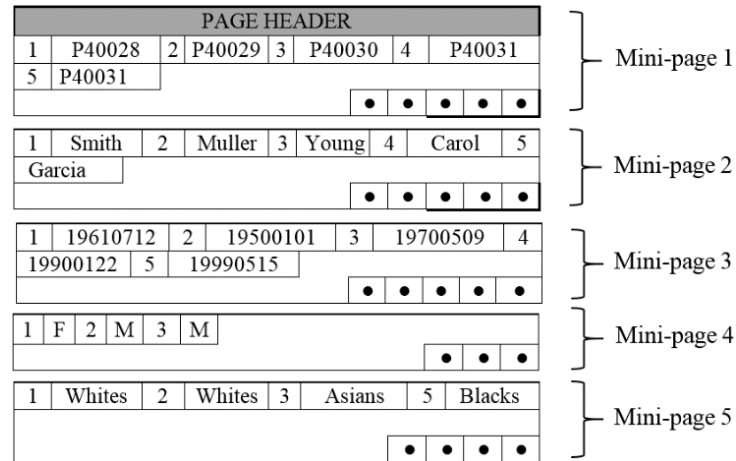 PAGE HEADER
1 P40028 2 P40029 3 P40030 4 P40031
5 P40031
Mini-page 1
1 Smith 2 Muller 3 Young 4 Carol 5
Garcia
Mini-page 2
1 19610712 2 19500101 3 19700509 4
19900122 5 19990515
Mini-page 3
1 F 2 M 3 M
Mini-page 4
1 Whites 2 Whites 3 Asians 5 Blacks
Mini-page 5